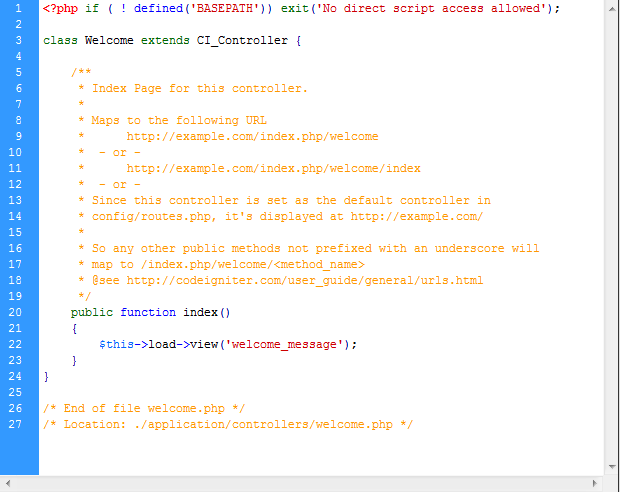 1 <?php if ( ! defined('BASEPATH')) exit('No direct script access allowed');
2
3 class Welcome extends CI_Controller {
4
5     /**
6      * Index Page for this controller.
7      *
8      * Maps to the following URL
9      *      http://example.com/index.php/welcome
10      *  - or -
11      *      http://example.com/index.php/welcome/index
12      *  - or -
13      * Since this controller is set as the default controller in
14      * config/routes.php, it's displayed at http://example.com/
15      *
16      * So any other public methods not prefixed with an underscore will
17      * map to /index.php/welcome/<method_name>
18      * @see http://codeigniter.com/user_guide/general/urls.html
19      */
20     public function index()
21     {
22         $this->load->view('welcome_message');
23     }
24 }
25
26 /* End of file welcome.php */
27 /* Location: ./application/controllers/welcome.php */